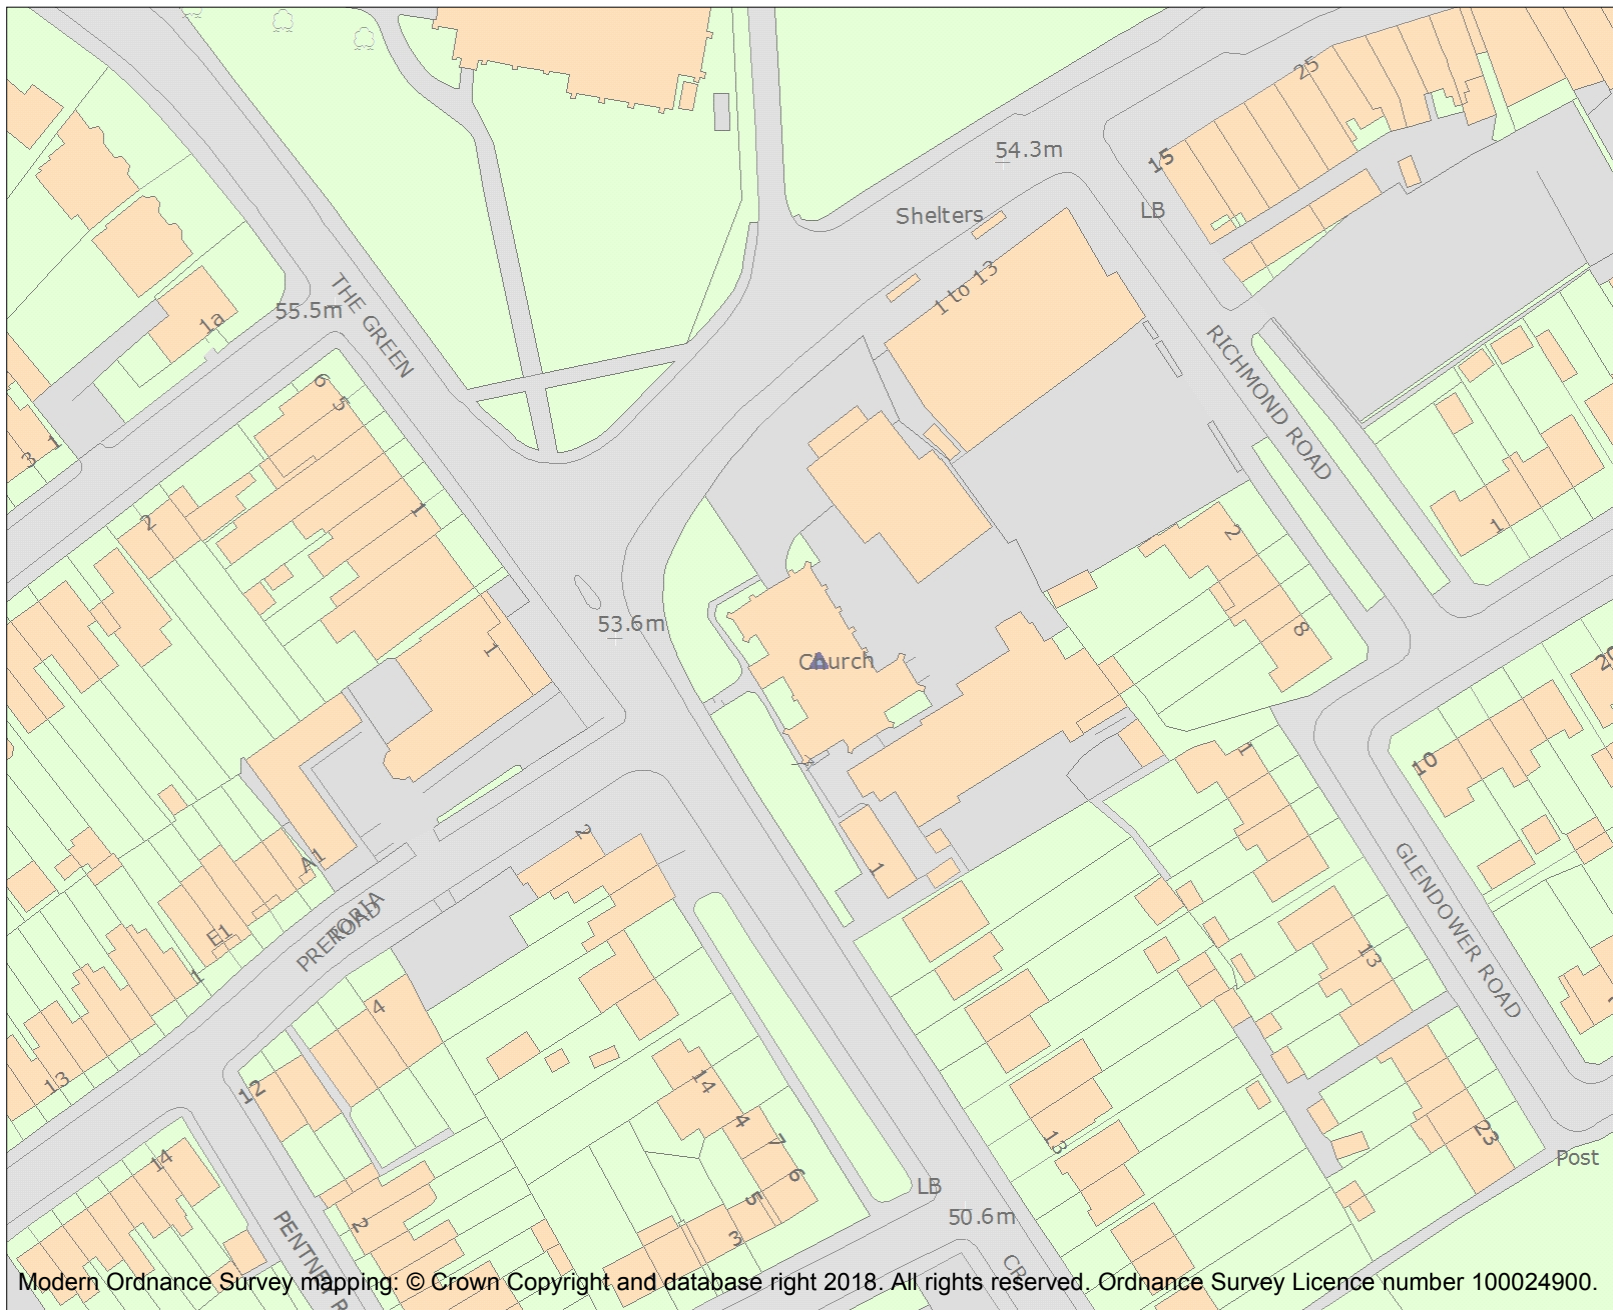 25
54.3m
15
LB
Shelters
1 to 13
THE GREEN
55.5m
1a
RICHMOND ROAD
6
5
1
3
1
2
1
2
8
53.6m
1
Church
20
10
1
2
A1
1
E1
PRETORIA
ROAD
1
GLENDOWER ROAD
13
4
13
12
14
4
7
6
5
3
13
23
Post
14
LB
50.6m
2
PENTNEY R
CR
Modern Ordnance Survey mapping: © Crown Copyright and database right 2018. All rights reserved. Ordnance Survey Licence number 100024900.